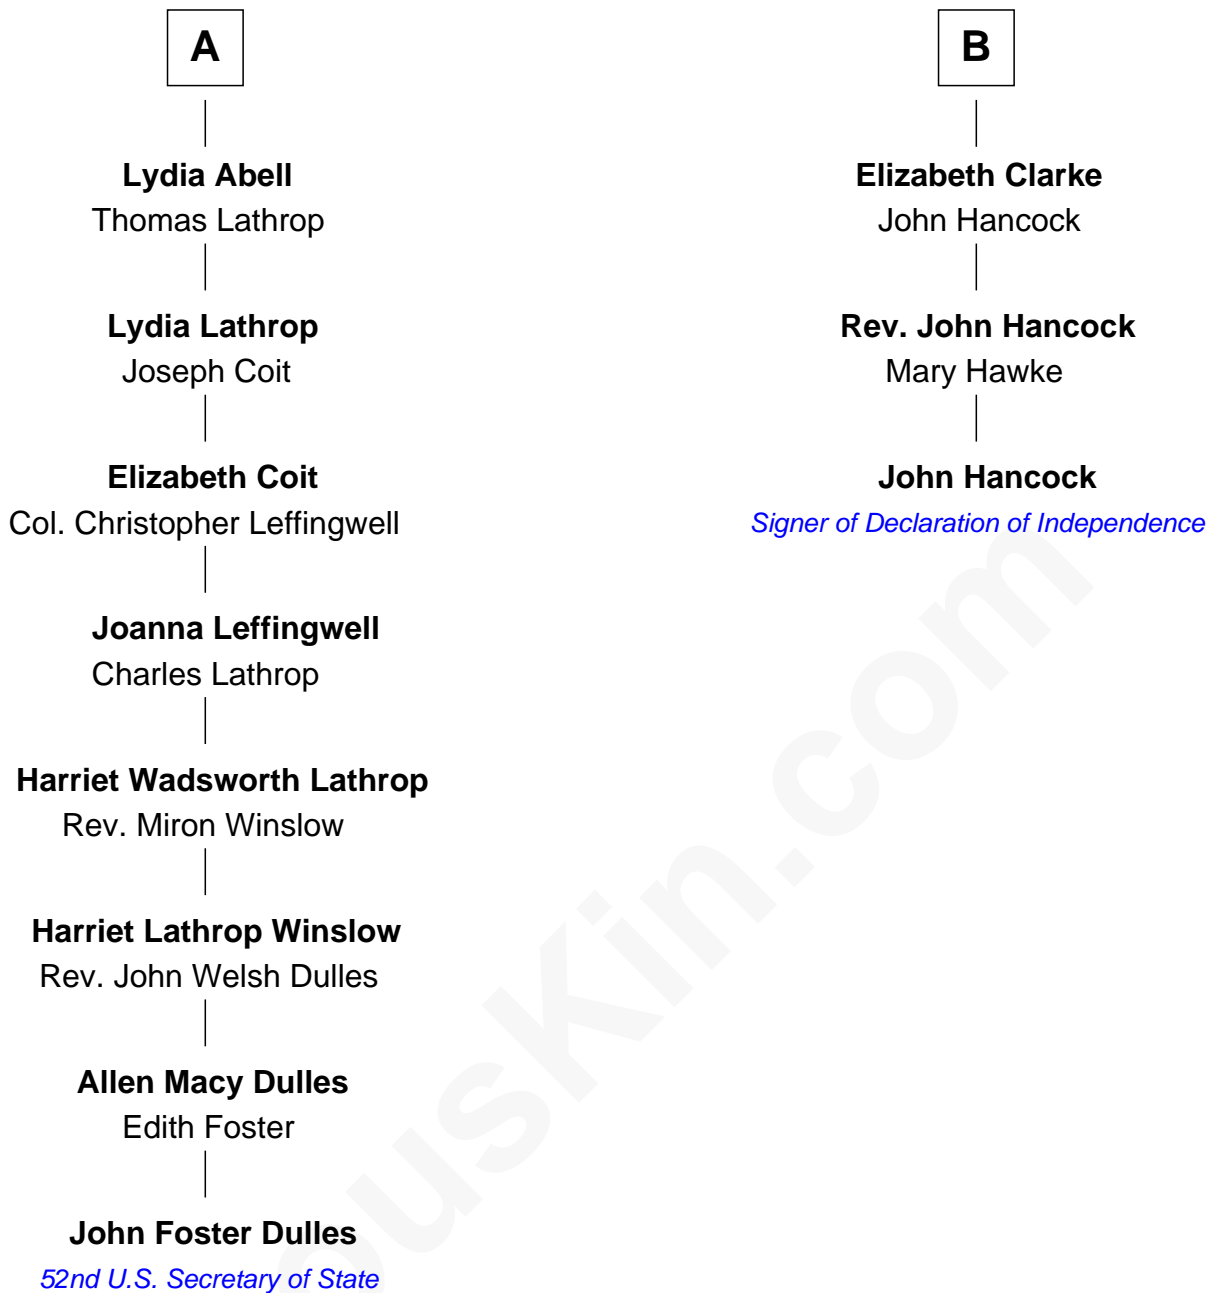 A
Lydia Abell
Thomas Lathrop
Lydia Lathrop
Joseph Coit
Elizabeth Coit
Col. Christopher Leffingwell
Joanna Leffingwell
Charles Lathrop
Harriet Wadsworth Lathrop
Rev. Miron Winslow
Harriet Lathrop Winslow
Rev. John Welsh Dulles
Allen Macy Dulles
Edith Foster
John Foster Dulles
52nd U.S. Secretary of State
B
Elizabeth Clarke
John Hancock
Rev. John Hancock
Mary Hawke
John Hancock
Signer of Declaration of Independence
ousKin.com